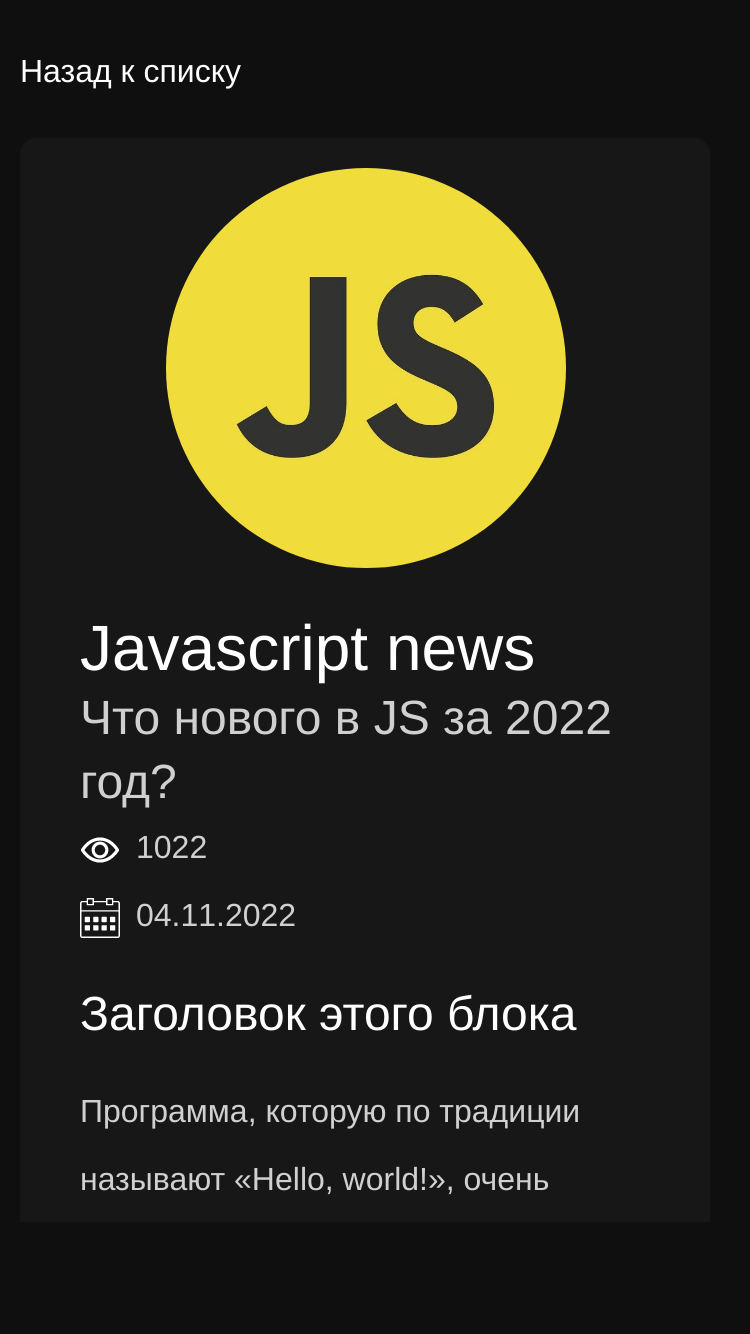 Назад к списку
JS
Javascript news
Что нового в JS за 2022
год?
1022
04.11.2022
Заголовок этого блока
Программа, которую по традиции
называют «Hello, world!», очень